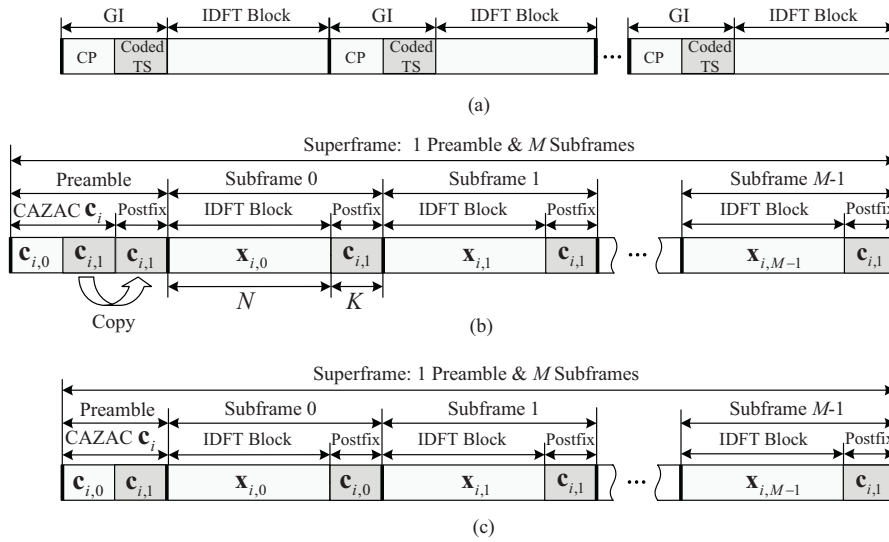 GI IDFT Block GI IDFT Block GI IDFT Block
CP Coded TS CP Coded TS ··· CP Coded TS
(a)
Superframe: 1 Preamble & M Subframes
Preamble Subframe 0 Subframe 1 Subframe M-1
CAZAC c_i Postfix IDFT Block Postfix IDFT Block Postfix IDFT Block Postfix
c_{i,0} c_{i,1} c_{i,1} x_{i,0} c_{i,1} x_{i,1} c_{i,1} ··· x_{i,M-1} c_{i,1}
N K
Copy
(b)
Superframe: 1 Preamble & M Subframes
Preamble Subframe 0 Subframe 1 Subframe M-1
CAZAC c_i IDFT Block Postfix IDFT Block Postfix IDFT Block Postfix
c_{i,0} c_{i,1} x_{i,0} c_{i,0} x_{i,1} c_{i,1} ··· x_{i,M-1} c_{i,1}
(c)